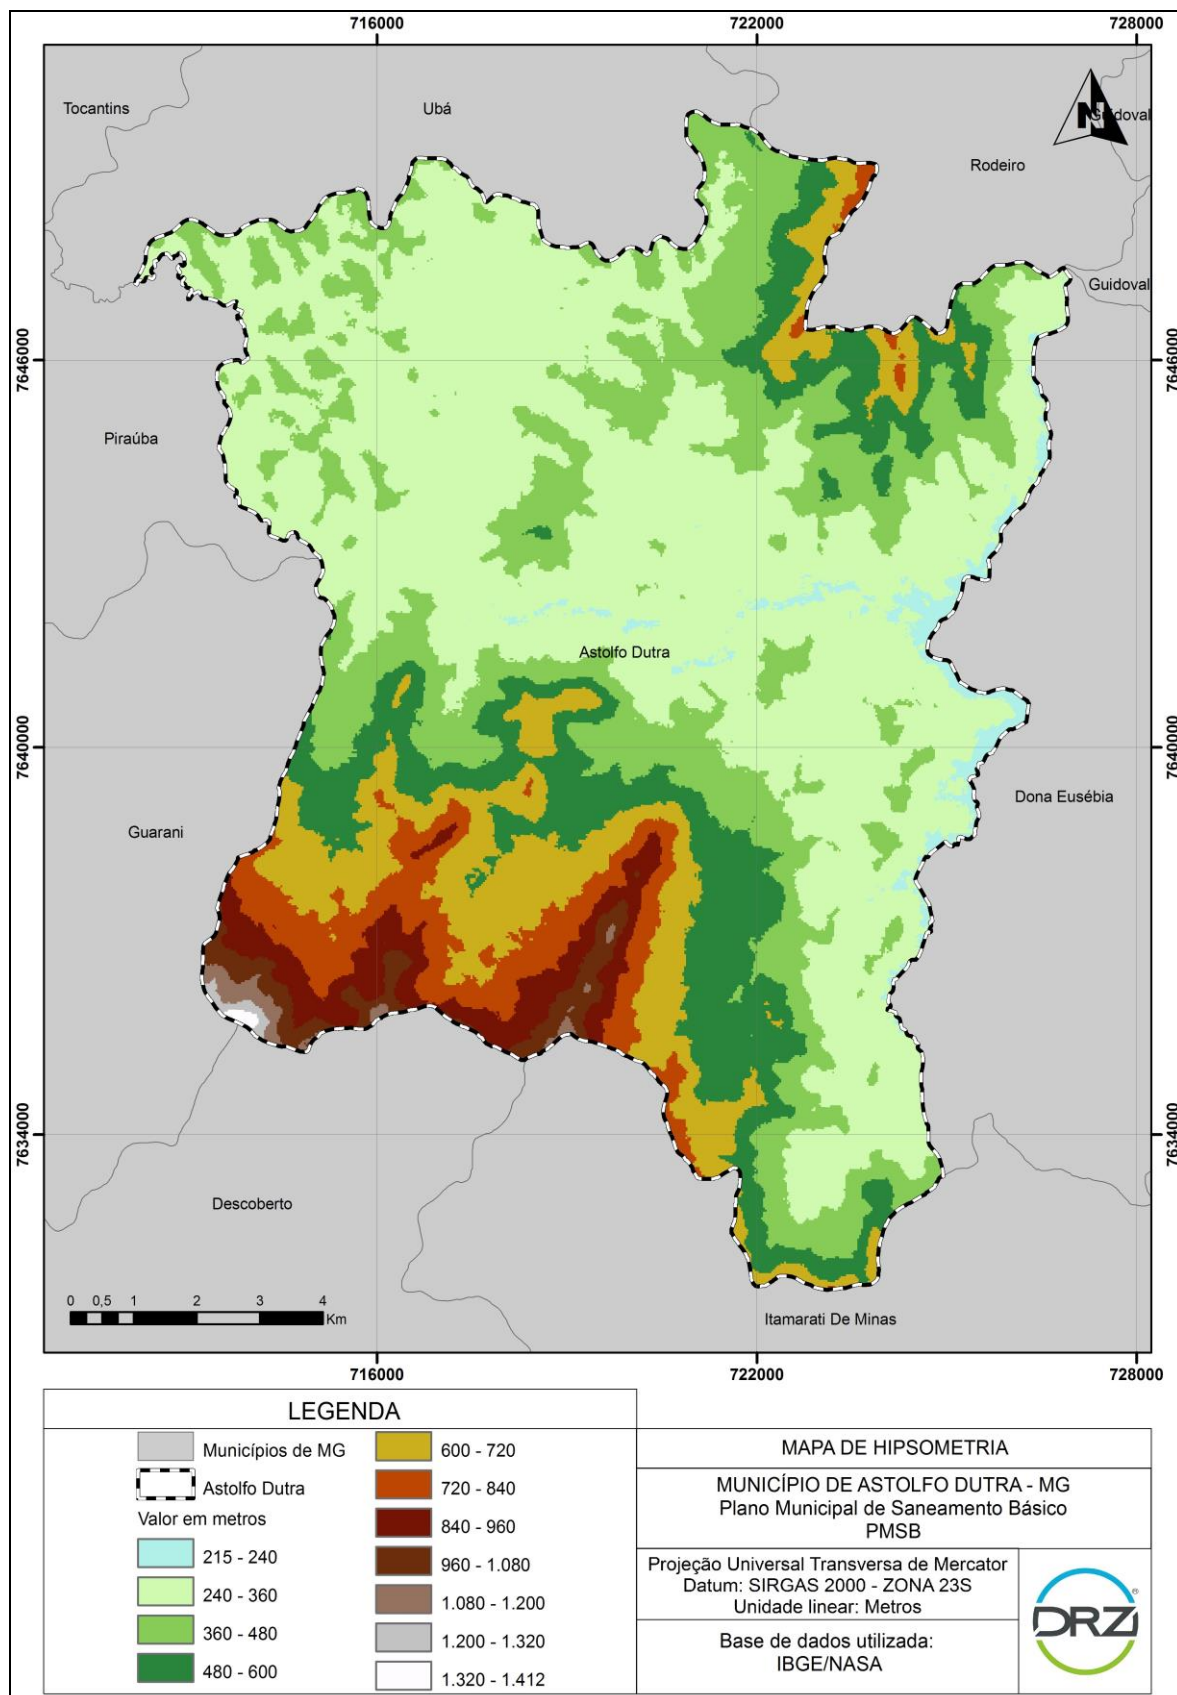 716000
722000
728000
Tocantins
Ubá
N
Guidoval
Rodeiro
Guidoval
7646000
7646000
Piraúba
Astolfo Dutra
7640000
7640000
Dona Eusébia
Guarani
7634000
7634000
Descoberto
0 0,5 1 2 3 4
Km
Itamarati De Minas
716000
722000
728000
LEGENDA
Municípios de MG
Astolfo Dutra
Valor em metros
215 - 240
240 - 360
360 - 480
480 - 600
600 - 720
720 - 840
840 - 960
960 - 1.080
1.080 - 1.200
1.200 - 1.320
1.320 - 1.412
MAPA DE HIPSOMETRIA
MUNICÍPIO DE ASTOLFO DUTRA - MG
Plano Municipal de Saneamento Básico
PMSB
Projeção Universal Transversa de Mercator
Datum: SIRGAS 2000 - ZONA 23S
Unidade linear: Metros
Base de dados utilizada:
IBGE/NASA
DRZ®